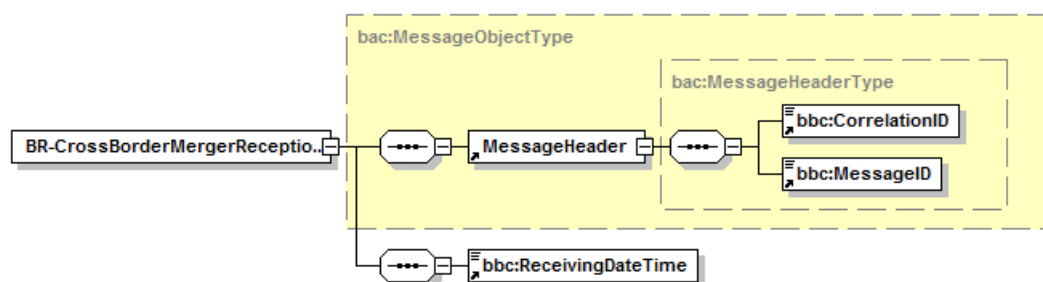 bac:MessageObjectType
bac:MessageHeaderType
BR-CrossBorderMergerReceptio..
MessageHeader
bbc:CorrelationID
bbc:MessageID
bbc:ReceivingDateTime